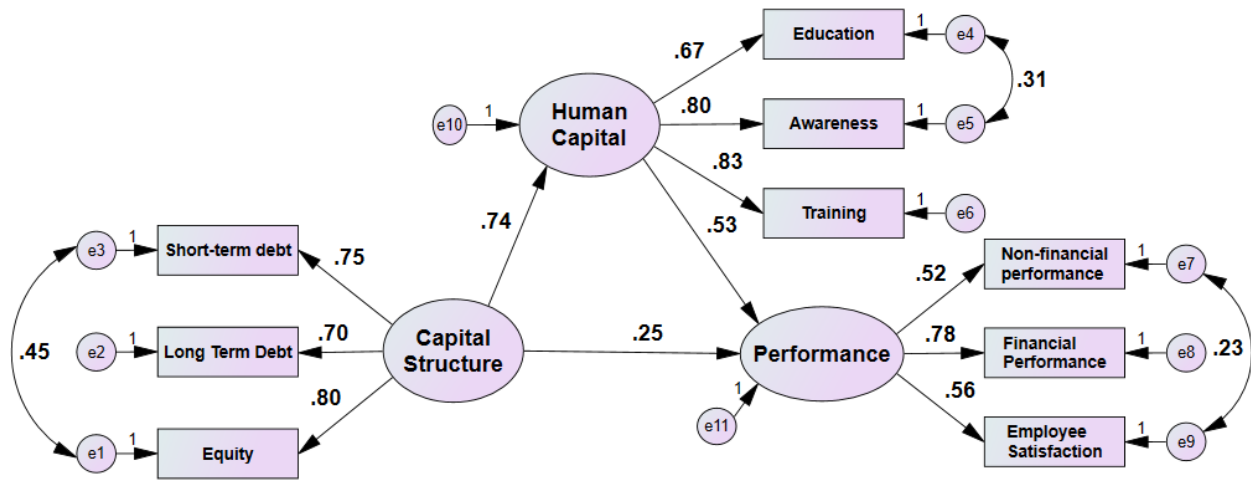 Education
1
e4
.67
.31
Human
Capital
1
e10
.80
Awareness
1
e5
.83
Training
1
e6
.74
.53
e3
1
Short-term debt
.75
Non-financial
performance
1
e7
.52
.45
e2
1
Long Term Debt
.70
Capital
Structure
.25
Performance
.78
Financial
Performance
1
e8
.23
.80
.56
1
e11
e1
1
Equity
Employee
Satisfaction
1
e9